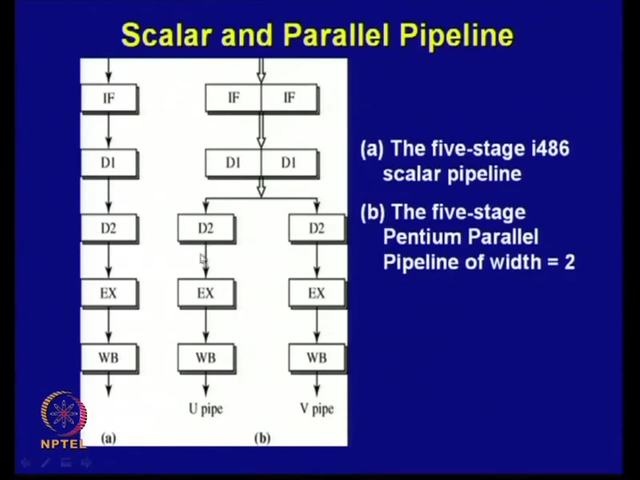 Scalar and Parallel Pipeline
IF
IF IF
D1
D1 D1
D2
D2
D2
EX
EX
EX
WB
WB
WB
U pipe
V pipe
(a)
(b)
(a) The five-stage i486
scalar pipeline
(b) The five-stage
Pentium Parallel
Pipeline of width = 2
NPTEL